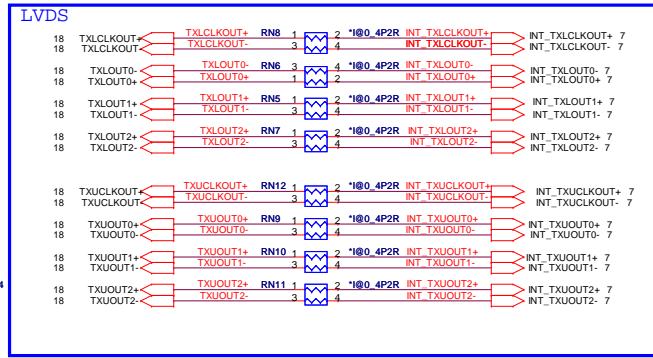 LVDS
18 TXLCLKOUT+ TXLCLKOUT+ RN8 1 2 *I@0_4P2R INT_TXLCLKOUT+ INT_TXLCLKOUT+ 7
18 TXLCLKOUT- TXLCLKOUT- 3 4 INT_TXLCLKOUT- INT_TXLCLKOUT- 7
18 TXLOUT0- TXLOUT0- RN6 3 4 *I@0_4P2R INT_TXLOUT0- INT_TXLOUT0- 7
18 TXLOUT0+ TXLOUT0+ 1 2 INT_TXLOUT0+ INT_TXLOUT0+ 7
18 TXLOUT1+ TXLOUT1+ RN5 1 2 *I@0_4P2R INT_TXLOUT1+ INT_TXLOUT1+ 7
18 TXLOUT1- TXLOUT1- 3 4 INT_TXLOUT1- INT_TXLOUT1- 7
18 TXLOUT2+ TXLOUT2+ RN7 1 2 *I@0_4P2R INT_TXLOUT2+ INT_TXLOUT2+ 7
18 TXLOUT2- TXLOUT2- 3 4 INT_TXLOUT2- INT_TXLOUT2- 7
18 TXUCLKOUT+ TXUCLKOUT+ RN12 1 2 *I@0_4P2R INT_TXUCLKOUT+ INT_TXUCLKOUT+ 7
18 TXUCLKOUT- TXUCLKOUT- 3 4 INT_TXUCLKOUT- INT_TXUCLKOUT- 7
18 TXUOUT0+ TXUOUT0+ RN9 1 2 *I@0_4P2R INT_TXUOUT0+ INT_TXUOUT0+ 7
18 TXUOUT0- TXUOUT0- 3 4 INT_TXUOUT0- INT_TXUOUT0- 7
18 TXUOUT1+ TXUOUT1+ RN10 1 2 *I@0_4P2R INT_TXUOUT1+ INT_TXUOUT1+ 7
18 TXUOUT1- TXUOUT1- 3 4 INT_TXUOUT1- INT_TXUOUT1- 7
4
18 TXUOUT2+ TXUOUT2+ RN11 1 2 *I@0_4P2R INT_TXUOUT2+ INT_TXUOUT2+ 7
18 TXUOUT2- TXUOUT2- 3 4 INT_TXUOUT2- INT_TXUOUT2- 7